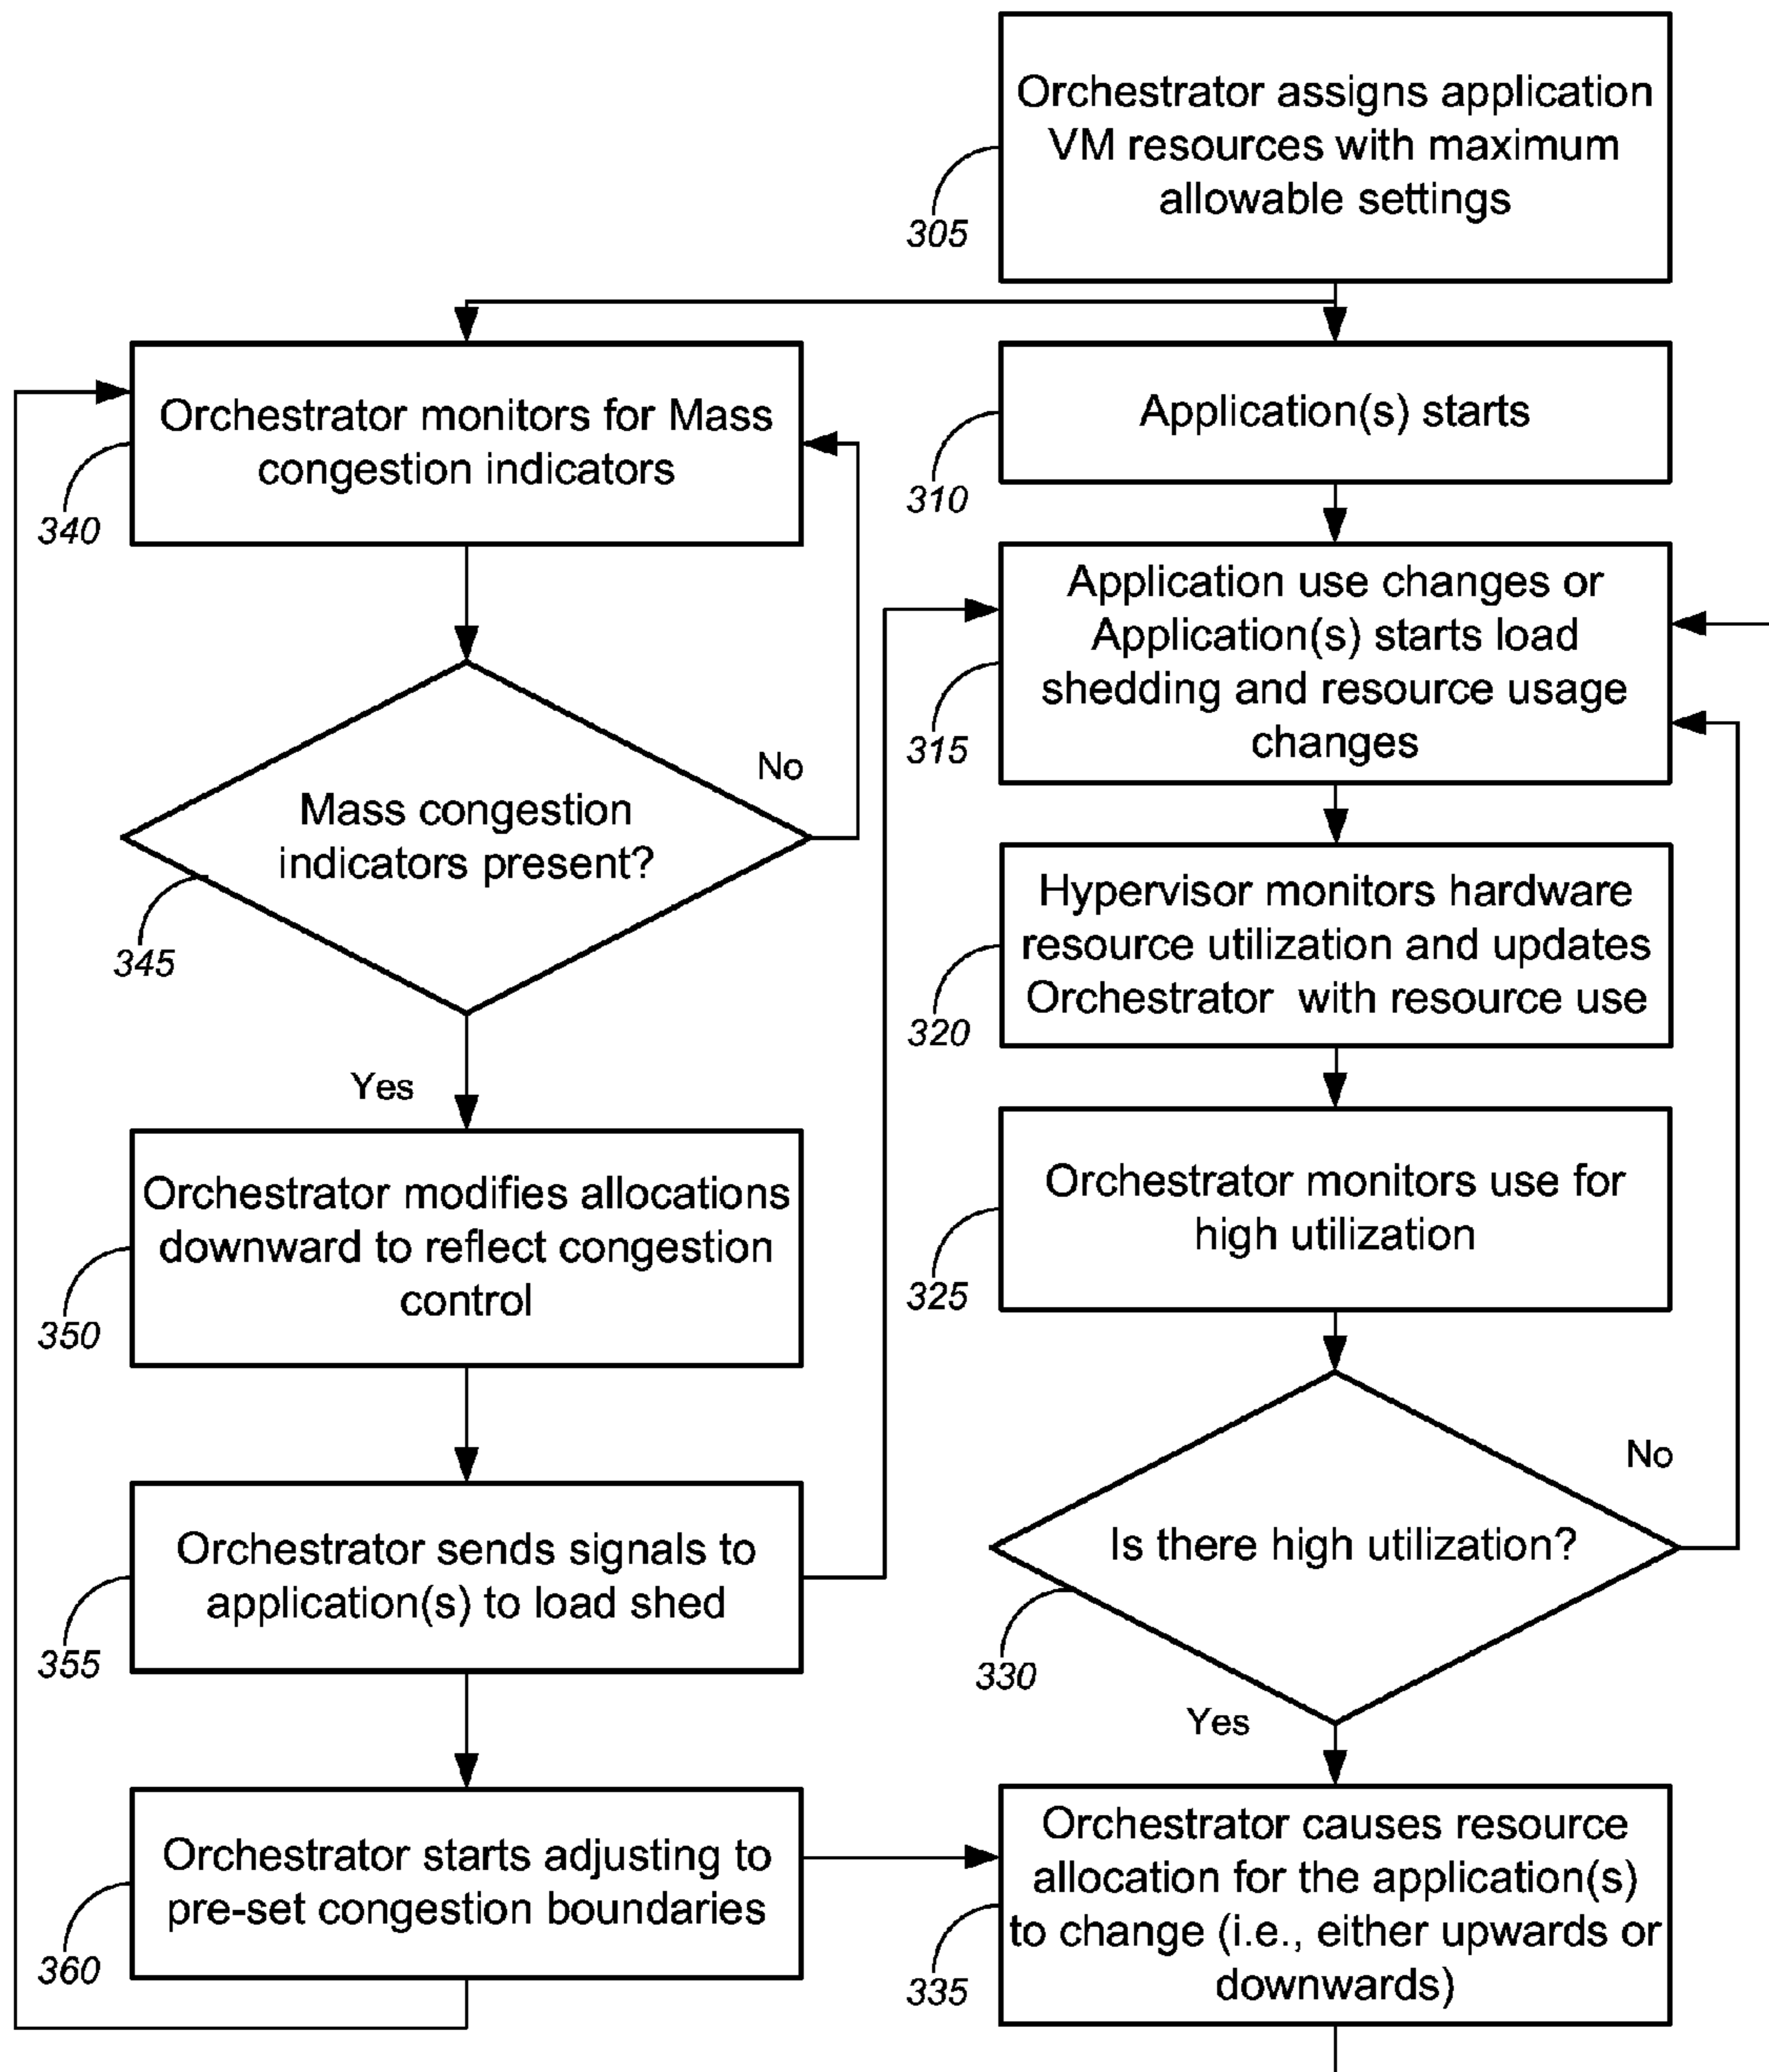 Orchestrator assigns application
VM resources with maximum
allowable settings
305
Orchestrator monitors for Mass
congestion indicators
340
Application(s) starts
310
Application use changes or
Application(s) starts load
shedding and resource usage
changes
315
No
Mass congestion
indicators present?
345
Hypervisor monitors hardware
resource utilization and updates
Orchestrator with resource use
320
Yes
Orchestrator modifies allocations
downward to reflect congestion
control
350
Orchestrator monitors use for
high utilization
325
No
Is there high utilization?
330
Orchestrator sends signals to
application(s) to load shed
355
Yes
Orchestrator starts adjusting to
pre-set congestion boundaries
360
Orchestrator causes resource
allocation for the application(s)
to change (i.e., either upwards or
downwards)
335